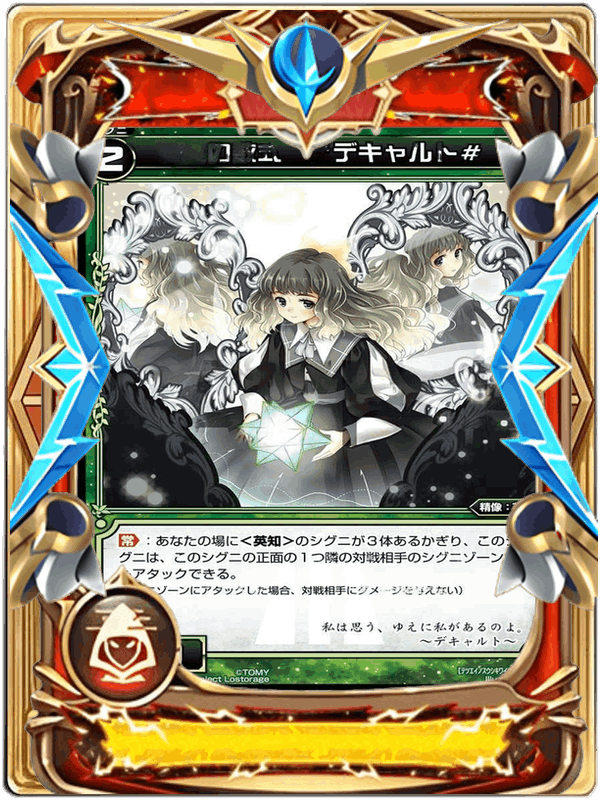 2
デキャルト#
精像:
常:あなたの場に<英知>のシグニが3体あるかぎり、この
グニは、このシグニの正面の1つ隣の対戦相手のシグニゾーン
アタックできる。
ゾーンにアタックした場合、対戦相手にダメージを与えない)
私は思う、ゆえに私があるのよ。
~デキャルト~
©TOMY
ject Lostorage